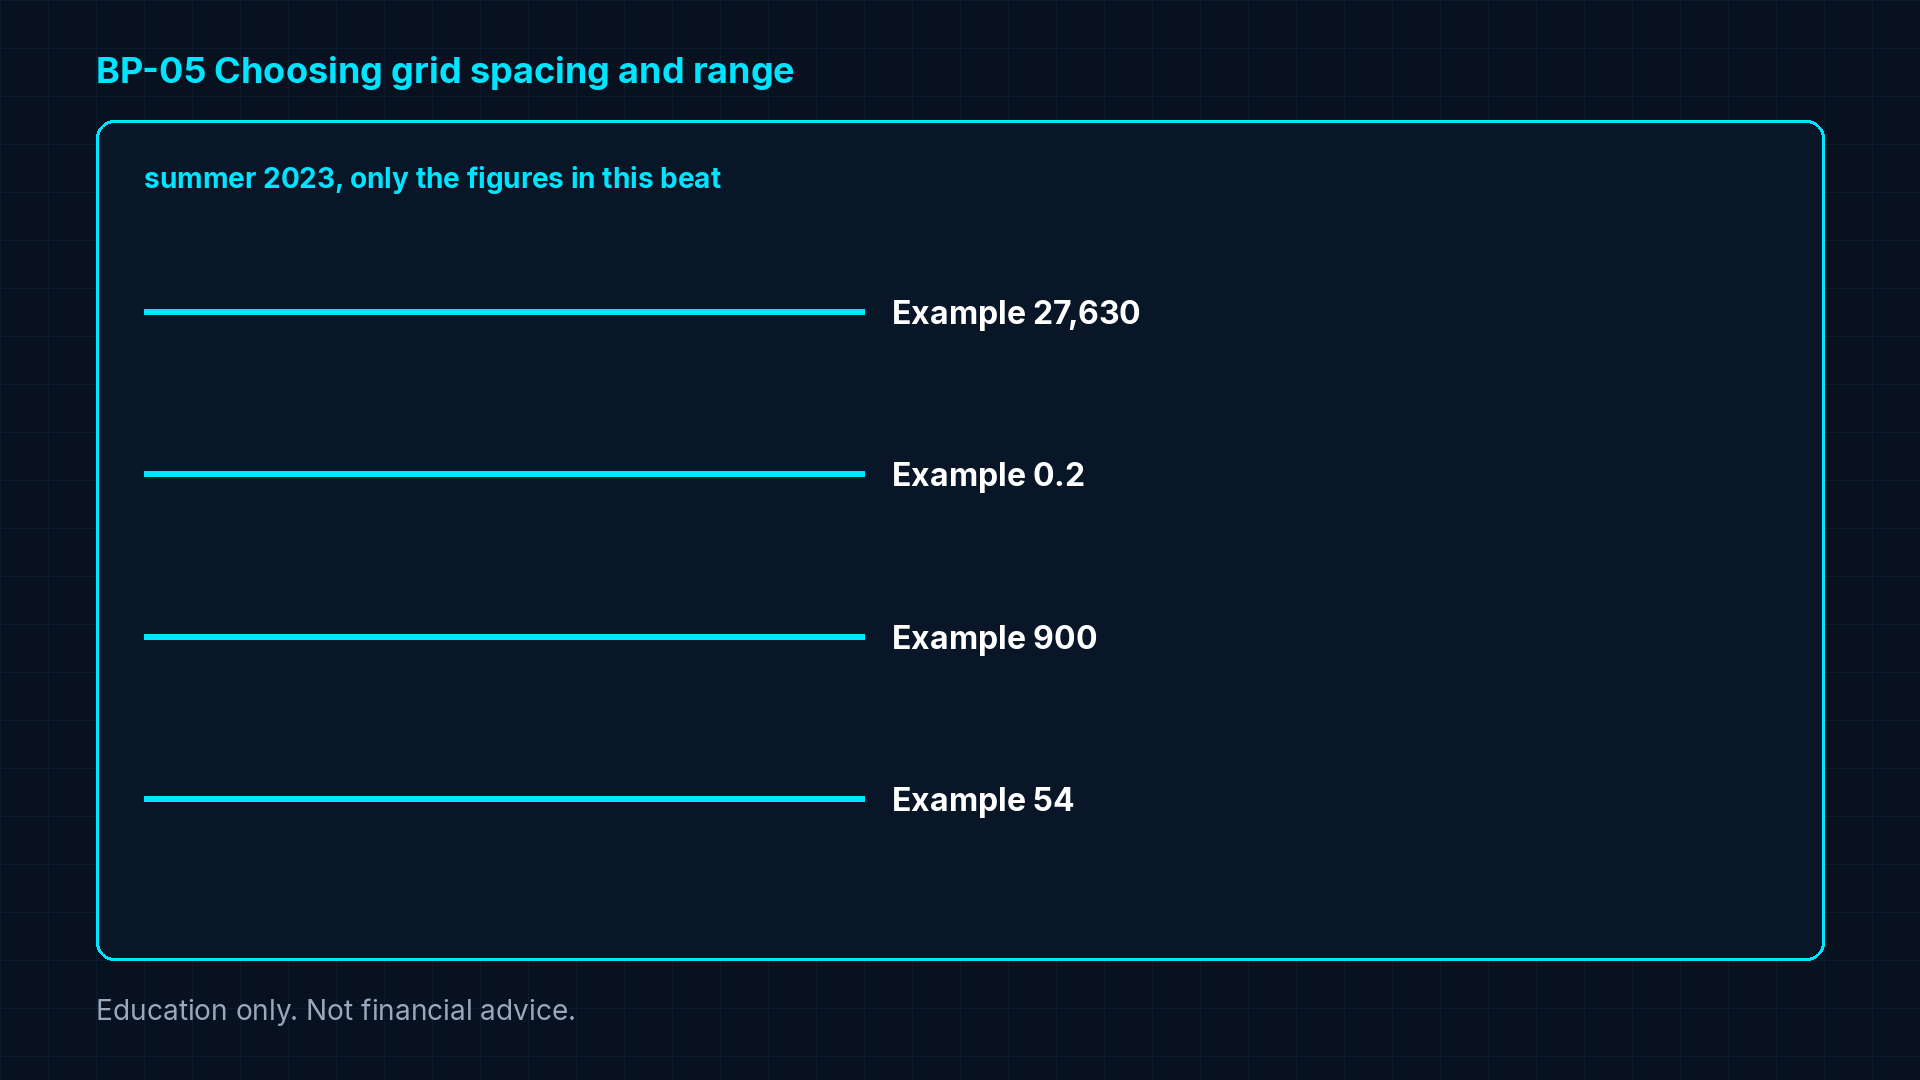 BP-05 Choosing grid spacing and range
summer 2023, only the figures in this beat
Example 27,630
Example 0.2
Example 900
Example 54
Education only. Not financial advice.